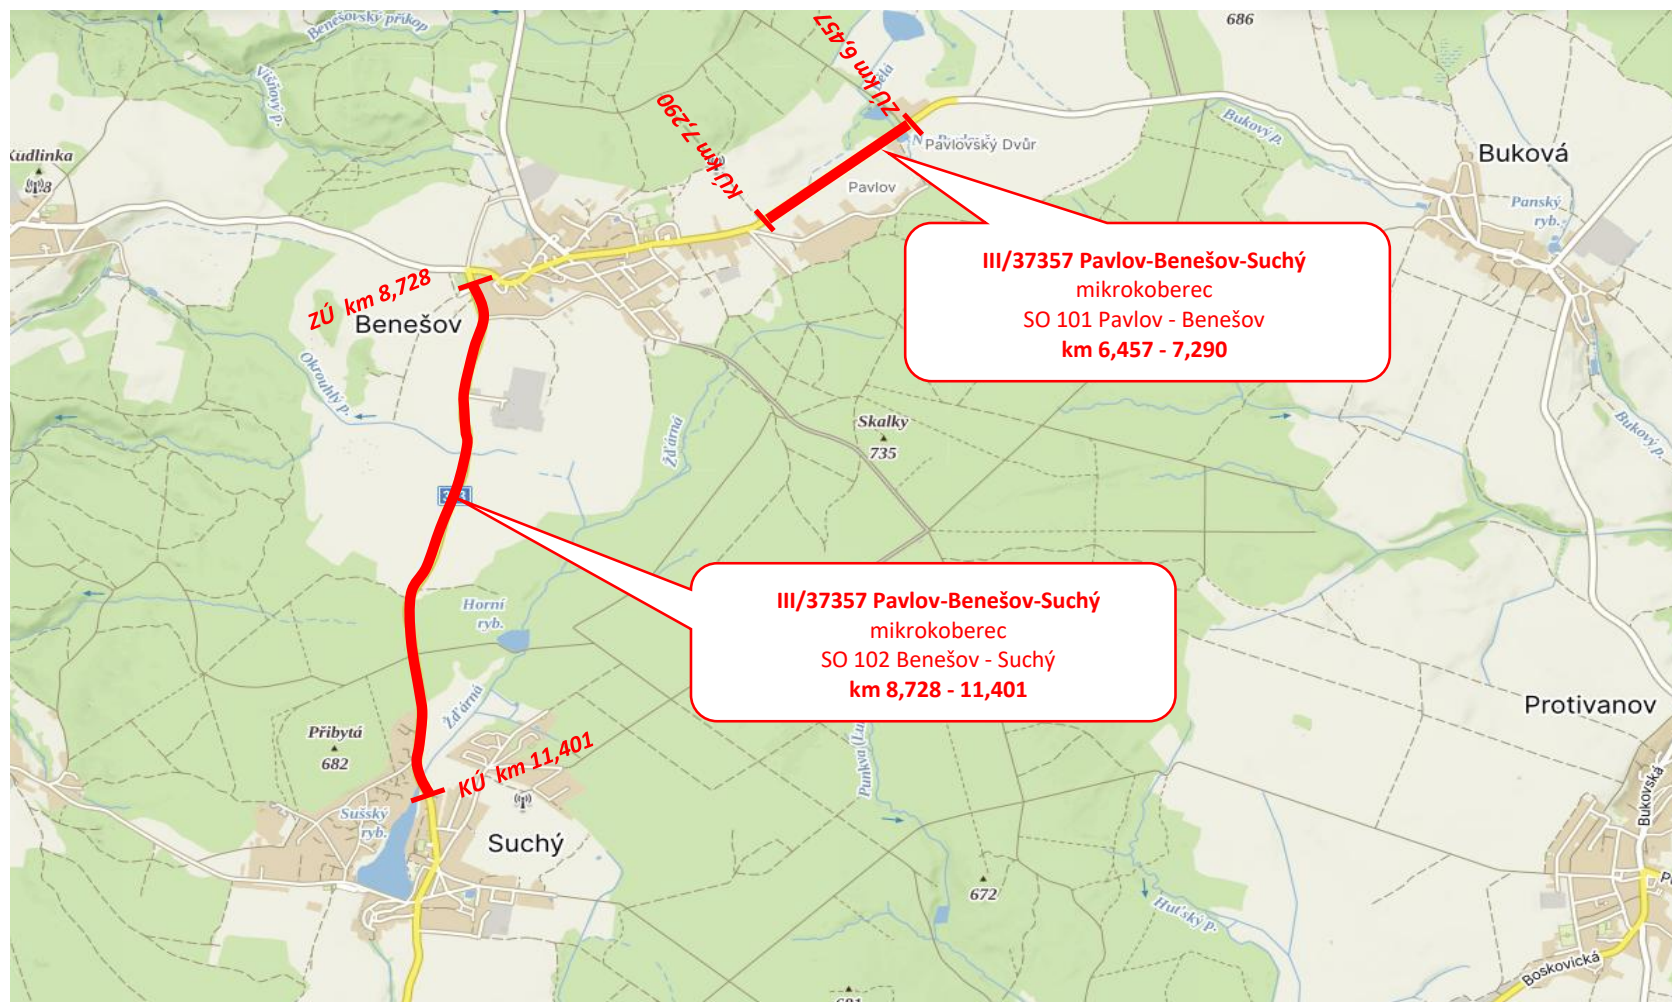 Benešovský příkop
686
ZÚ km 6,457
Višňový p.
KÚ km 7,290
Bukový p.
Pavlovský Dvůr
Buková
Kudlinka
Pavlov
Panský
ryb.
III/37357 Pavlov-Benešov-Suchý
mikrokoberec
SO 101 Pavlov - Benešov
km 6,457 - 7,290
ZÚ km 8,728
Benešov
Okrouhlý p.
Skalky
735
Žďárná
Bukový p.
III/37357 Pavlov-Benešov-Suchý
mikrokoberec
SO 102 Benešov - Suchý
km 8,728 - 11,401
Horní
ryb.
Žďárná
Protivanov
Přibytá
682
KÚ km 11,401
Bukovská
Sušský
ryb.
Suchý
672
Huťský p.
Boskovická